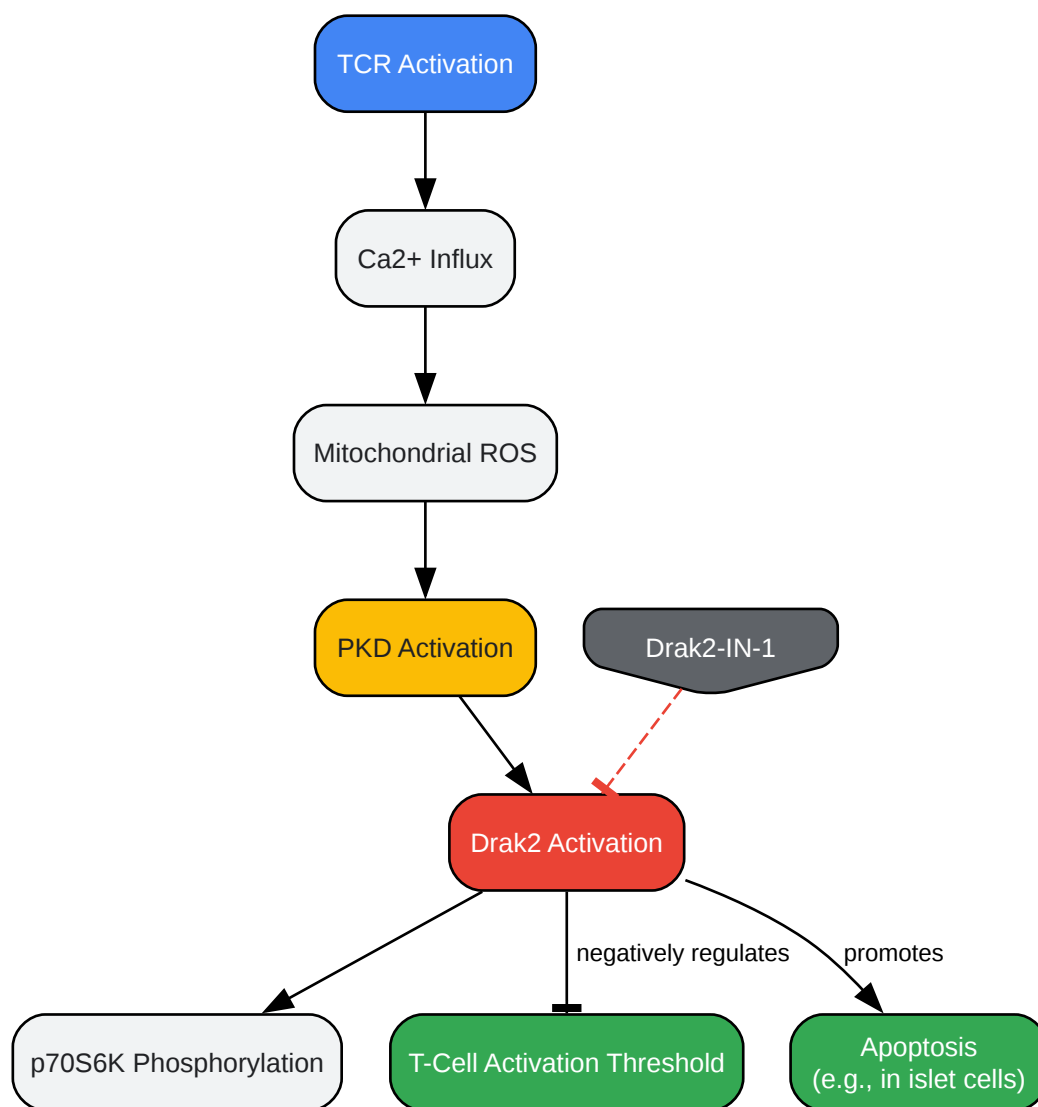 TCR Activation
Ca2+ Influx
Mitochondrial ROS
PKD Activation
Drak2-IN-1
Drak2 Activation
negatively regulates
promotes
p70S6K Phosphorylation
T-Cell Activation Threshold
Apoptosis
(e.g., in islet cells)